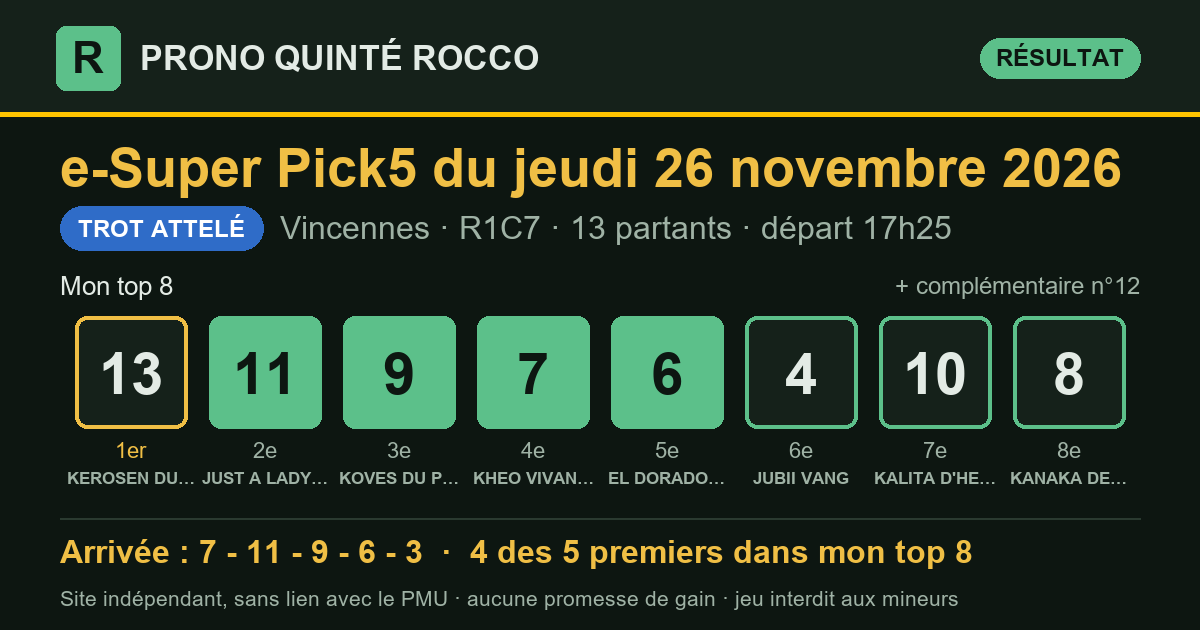 R PRONO QUINTÉ ROCCO RÉSULTAT
e-Super Pick5 du jeudi 26 novembre 2026
TROT ATTELÉ Vincennes · R1C7 · 13 partants · départ 17h25
Mon top 8 + complémentaire n°12
13 11 9 7 6 4 10 8
1er 2e 3e 4e 5e 6e 7e 8e
KEROSEN DU... JUST A LADY... KOVES DU P... KHEO VIVAN... EL DORADO... JUBII VANG KALITA D'HE... KANAKA DE...
Arrivée : 7 - 11 - 9 - 6 - 3 · 4 des 5 premiers dans mon top 8
Site indépendant, sans lien avec le PMU · aucune promesse de gain · jeu interdit aux mineurs